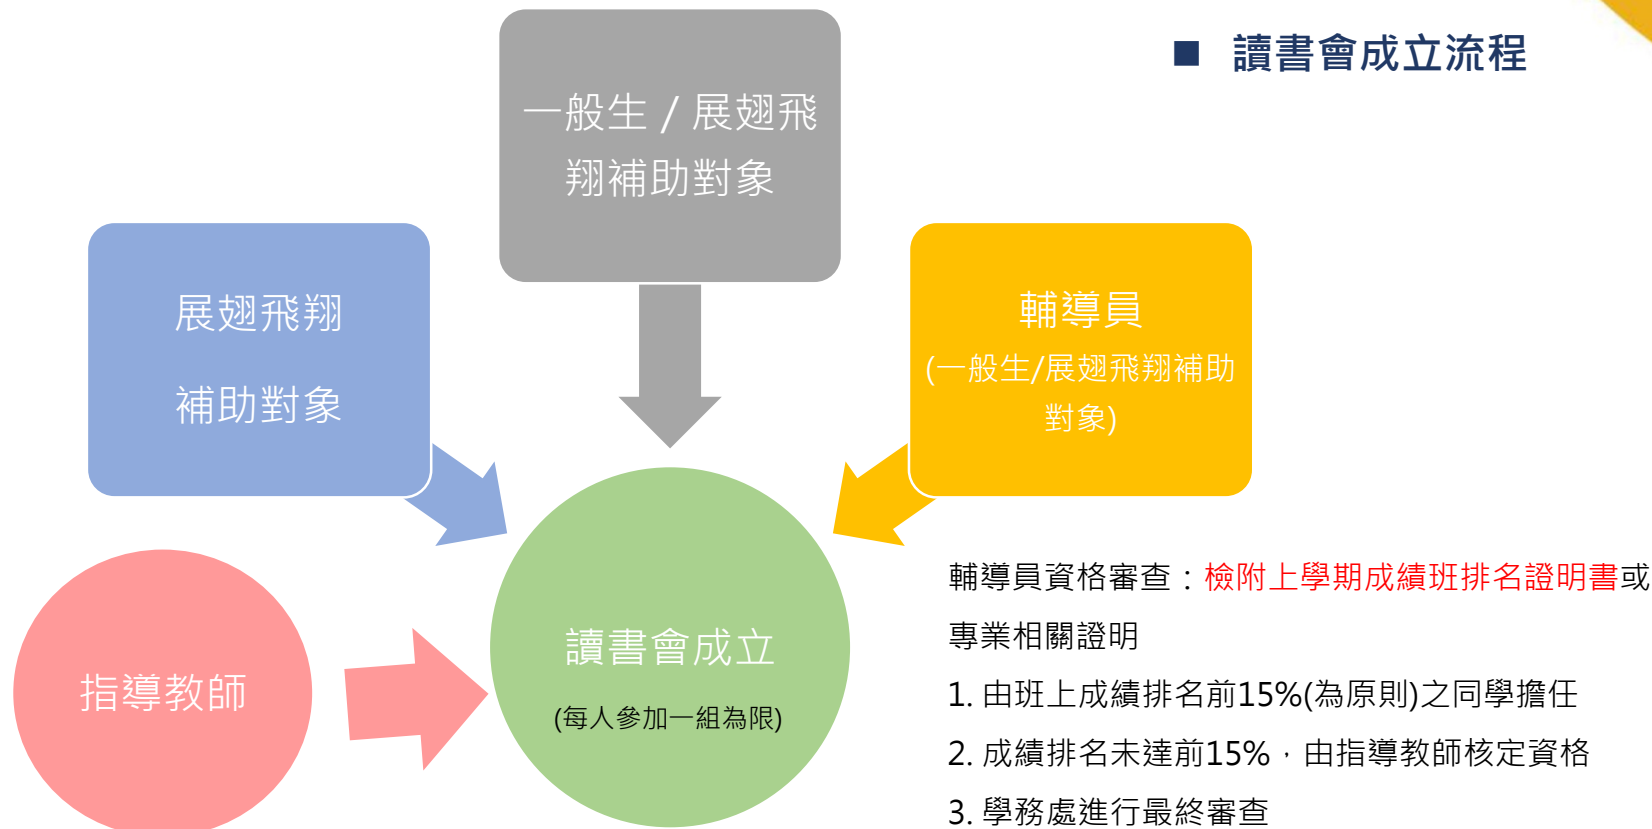 ■ 讀書會成立流程
一般生 / 展翅飛
翔補助對象
展翅飛翔
補助對象
輔導員
(一般生/展翅飛翔補助
對象)
指導教師
讀書會成立
(每人參加一組為限)
輔導員資格審查：檢附上學期成績班排名證明書或
專業相關證明
1. 由班上成績排名前15%(為原則)之同學擔任
2. 成績排名未達前15%，由指導教師核定資格
3. 學務處進行最終審查